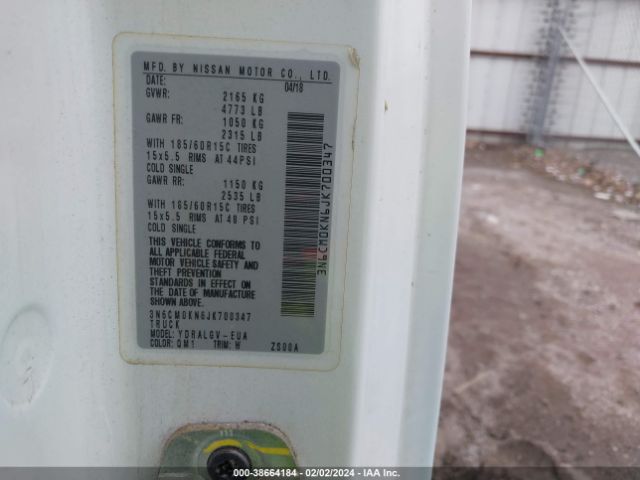 MFD. BY NISSAN MOTOR CO., LTD.
DATE: 04/18
GVWR: 2165 KG
4773 LB
GAWR FR: 1050 KG
2315 LB
WITH 185/60R15C TIRES
15x5.5 RIMS AT 44PSI
COLD SINGLE
GAWR RR: 1150 KG
2535 LB
WITH 185/60R15C TIRES
15x5.5 RIMS AT 48 PSI
COLD SINGLE
THIS VEHICLE CONFORMS TO
ALL APPLICABLE FEDERAL
MOTOR VEHICLE SAFETY AND
THEFT PREVENTION
STANDARDS IN EFFECT ON
THE DATE OF MANUFACTURE
SHOWN ABOVE.
3N6CM0KN6JK700347
TRUCK
MODEL: YDRALGV-EUA
COLOR: QM1 TRIM: W ZS00A
3N6CM0KN6JK700347
000-38664184 - 02/02/2024 - IAA Inc.